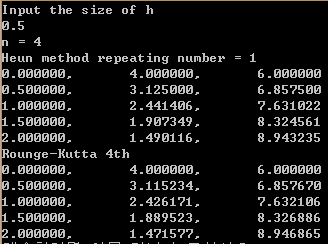 Input the size of h
0.5
n = 4
Heun method repeating number = 1
0.000000, 4.000000, 6.000000
0.500000, 3.125000, 6.857500
1.000000, 2.441406, 7.631022
1.500000, 1.907349, 8.324561
2.000000, 1.490116, 8.943235
Rounge-Kutta 4th
0.000000, 4.000000, 6.000000
0.500000, 3.115234, 6.857670
1.000000, 2.426171, 7.632106
1.500000, 1.889523, 8.326886
2.000000, 1.471577, 8.946865